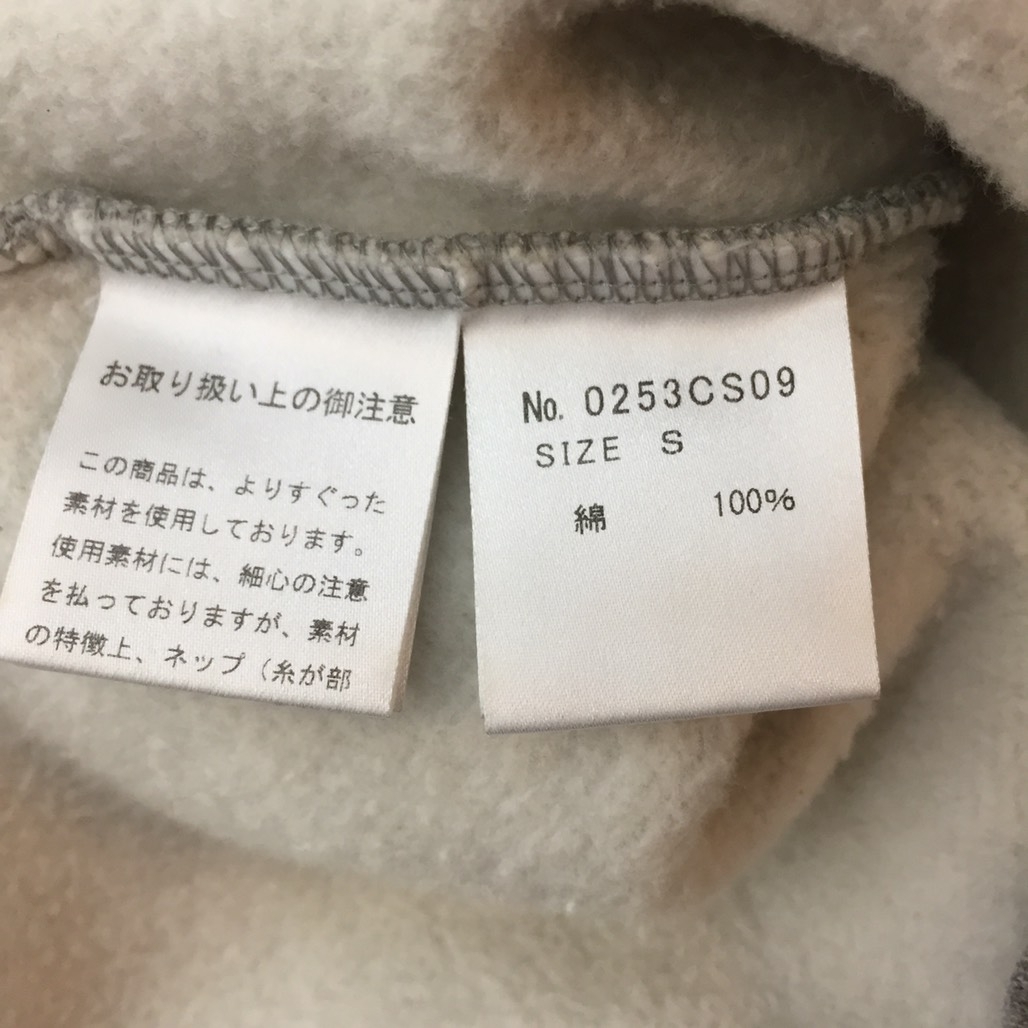 お取り扱い上の御注意
この商品は、よりすぐった
素材を使用しております。
使用素材には、細心の注意
を払っておりますが、素材
の特徴上、ネップ（糸が部
No. 0253CS09
SIZE S
綿 100%